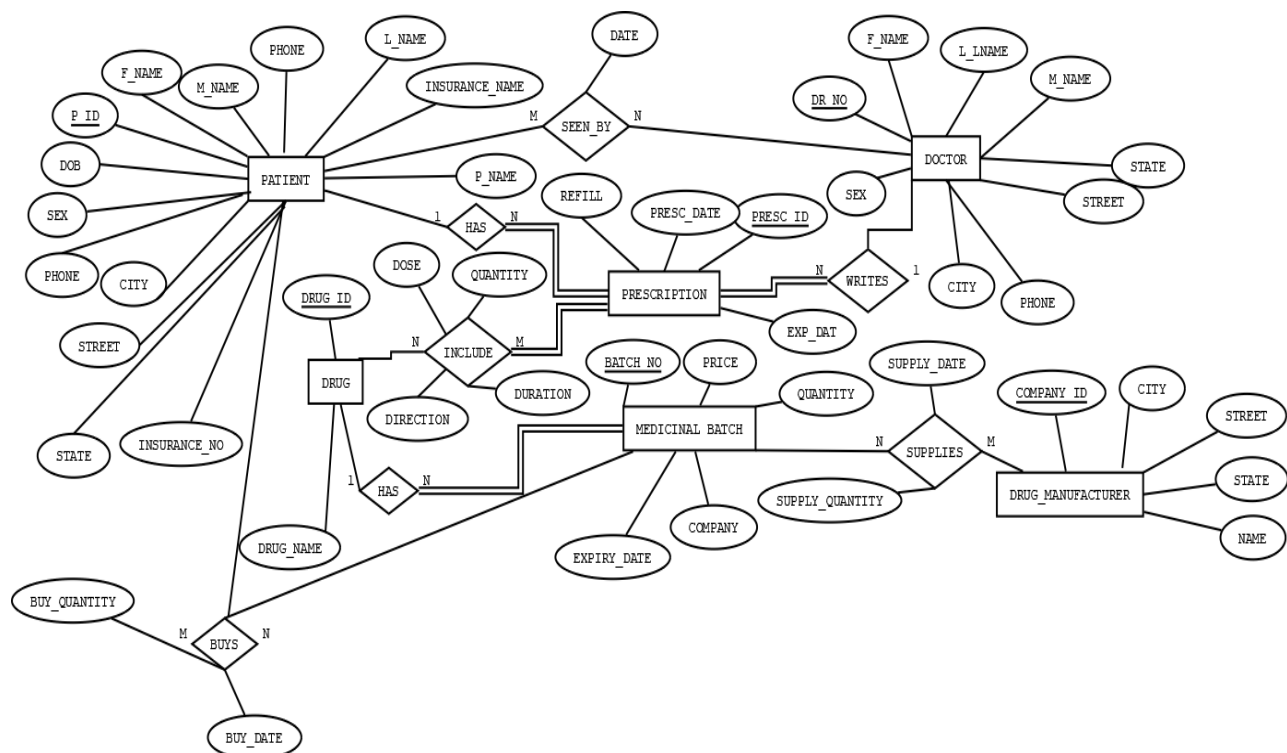 L_NAME
DATE
F_NAME
PHONE
L_LNAME
F_NAME
M_NAME
INSURANCE_NAME
M_NAME
DR_NO
P_ID
M
N
SEEN_BY
DOB
PATIENT
P_NAME
DOCTOR
STATE
SEX
REFILL
PRESC_DATE
PRESC_ID
SEX
STREET
1
HAS
N
PHONE
CITY
DOSE
QUANTITY
PRESCRIPTION
N
WRITES
1
CITY
PHONE
DRUG_ID
EXP_DAT
STREET
N
INCLUDE
M
BATCH_NO
PRICE
SUPPLY_DATE
DRUG
DURATION
QUANTITY
COMPANY_ID
CITY
DIRECTION
STREET
STATE
INSURANCE_NO
MEDICINAL BATCH
N
SUPPLIES
M
1
HAS
N
SUPPLY_QUANTITY
DRUG_MANUFACTURER
STATE
COMPANY
DRUG_NAME
EXPIRY_DATE
NAME
BUY_QUANTITY
M
BUYS
N
BUY_DATE